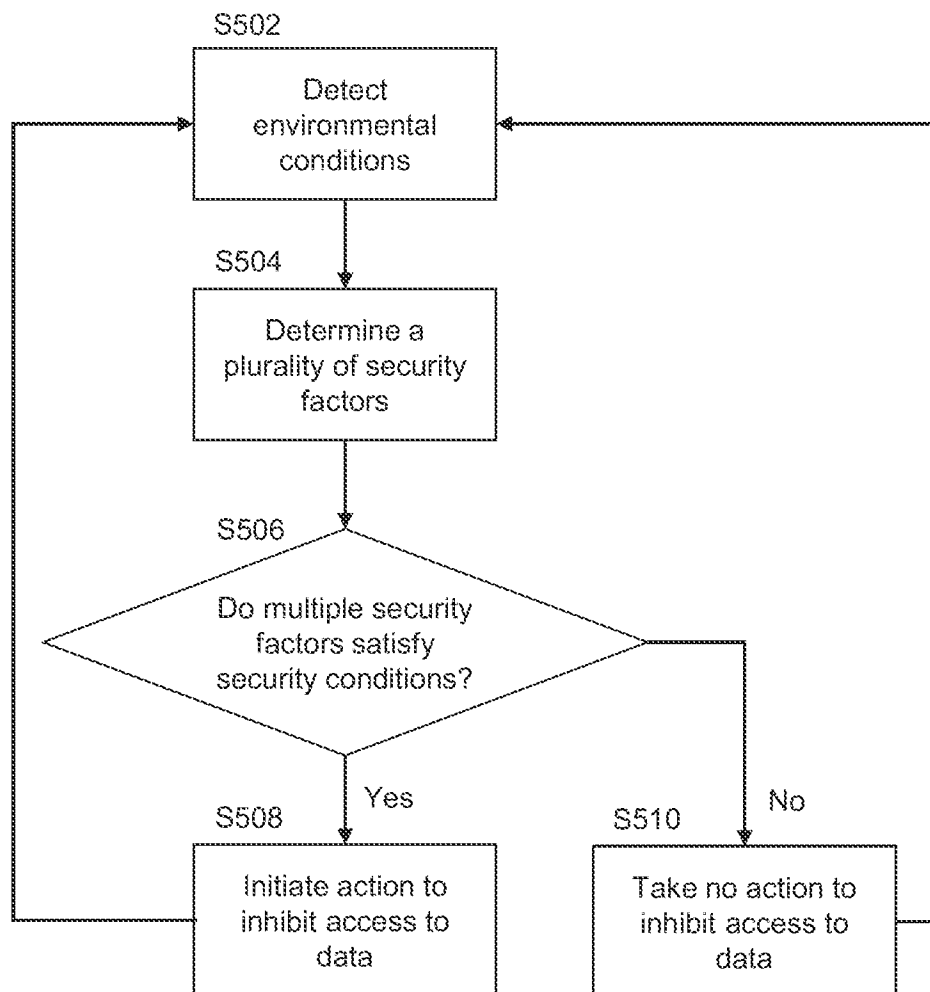 S502
Detect
environmental
conditions
S504
Determine a
plurality of security
factors
S506
Do multiple security
factors satisfy
security conditions?
Yes
No
S508
Initiate action to
inhibit access to
data
S510
Take no action to
inhibit access to
data